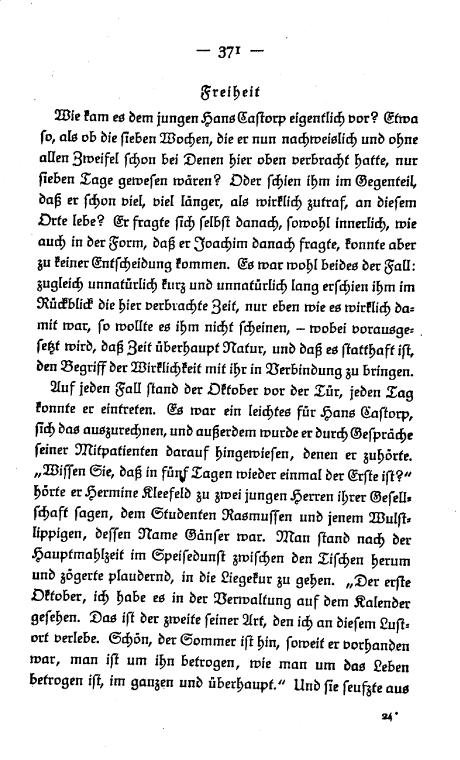 — 371 —
Freiheit
Wie kam es dem jungen Hans Castorp eigentlich vor? Etwa
so, als ob die sieben Wochen, die er nun nachweislich und ohne
allen Zweifel schon bei Denen hier oben verbracht hatte, nur
sieben Tage gewesen wären? Oder schien ihm im Gegenteil,
daß er schon viel, viel länger, als wirklich zutraf, an diesem
Orte lebe? Er fragte sich selbst danach, sowohl innerlich, wie
auch in der Form, daß er Joachim danach fragte, konnte aber
zu keiner Entscheidung kommen. Es war wohl beides der Fall:
zugleich unnatürlich kurz und unnatürlich lang erschien ihm im
Rückblick die hier verbrachte Zeit, nur eben wie es wirklich da-
mit war, so wollte es ihm nicht scheinen, – wobei vorausge-
setzt wird, daß Zeit überhaupt Natur, und daß es statthaft ist,
den Begriff der Wirklichkeit mit ihr in Verbindung zu bringen.
Auf jeden Fall stand der Oktober vor der Tür, jeden Tag
konnte er eintreten. Es war ein leichtes für Hans Castorp,
sich das auszurechnen, und außerdem wurde er durch Gespräche
seiner Mitpatienten darauf hingewiesen, denen er zuhörte.
„Wissen Sie, daß in fünf Tagen wieder einmal der Erste ist?“
hörte er Hermine Kleefeld zu zwei jungen Herren ihrer Gesell-
schaft sagen, dem Studenten Rasmussen und jenem Wulst-
lippigen, dessen Name Gänser war. Man stand nach der
Hauptmahlzeit im Speisedunst zwischen den Tischen herum
und zögerte plaudernd, in die Liegekur zu gehen. „Der erste
Oktober, ich habe es in der Verwaltung auf dem Kalender
gesehen. Das ist der zweite seiner Art, den ich an diesem Lust-
ort verlebe. Schön, der Sommer ist hin, soweit er vorhanden
war, man ist um ihn betrogen, wie man um das Leben
betrogen ist, im ganzen und überhaupt.“ Und sie seufzte aus
24*